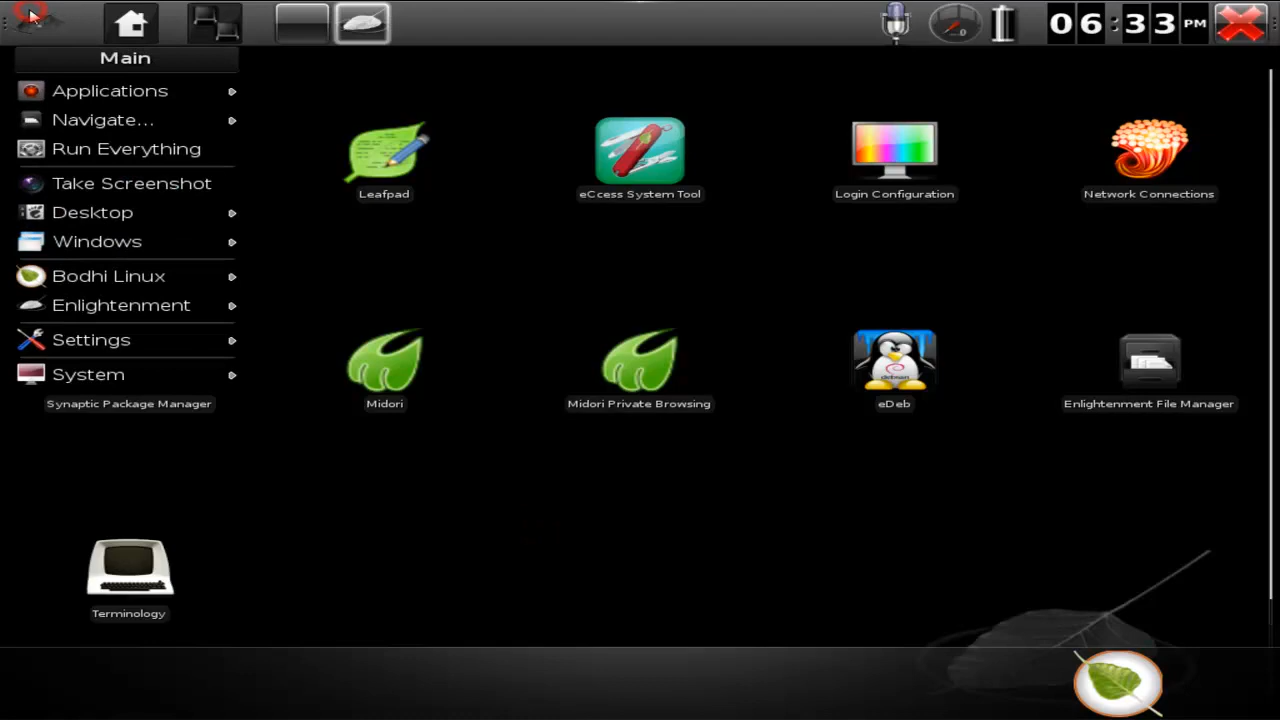 06:33 PM
Main
Applications
Navigate...
Run Everything
Take Screenshot
Desktop
Windows
Bodhi Linux
Enlightenment
Settings
System
Leafpad
eCcess System Tool
Login Configuration
Network Connections
Synaptic Package Manager
Midori
Midori Private Browsing
eDeb
Enlightenment File Manager
Terminology